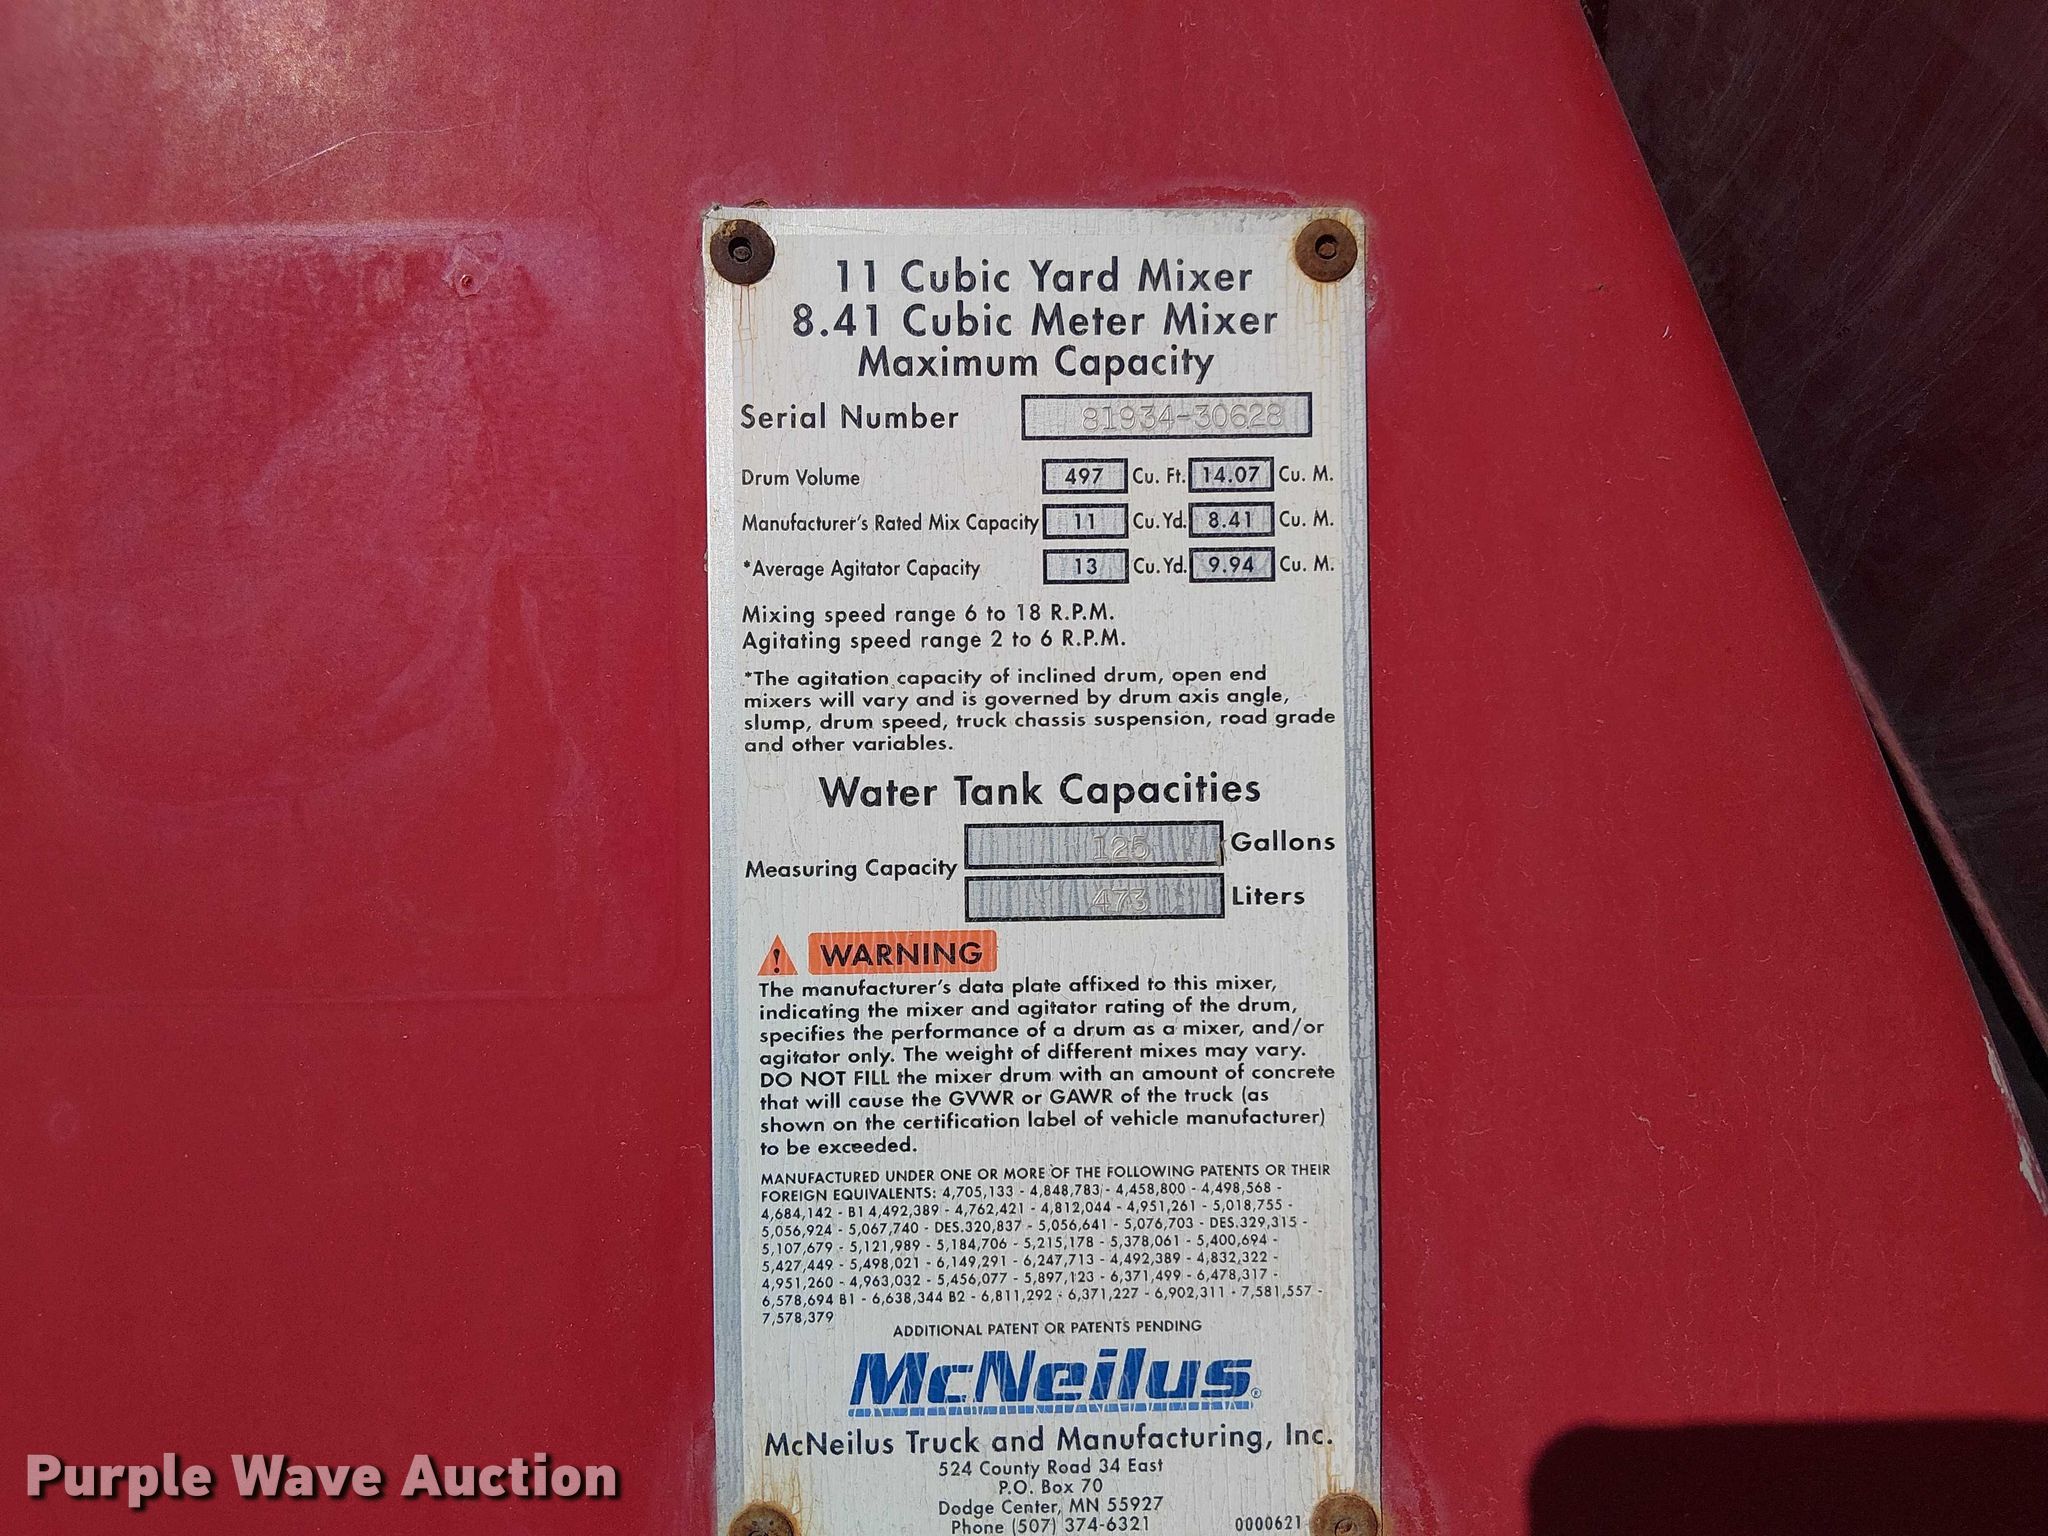 11 Cubic Yard Mixer
8.41 Cubic Meter Mixer
Maximum Capacity
Serial Number 81934-30628
Drum Volume 497 Cu. Ft. 14.07 Cu. M.
Manufacturer's Rated Mix Capacity 11 Cu. Yd. 8.41 Cu. M.
*Average Agitator Capacity 13 Cu. Yd. 9.94 Cu. M.
Mixing speed range 6 to 18 R.P.M.
Agitating speed range 2 to 6 R.P.M.
*The agitation capacity of inclined drum, open end
mixers will vary and is governed by drum axis angle,
slump, drum speed, truck chassis suspension, road grade
and other variables.
Water Tank Capacities
Measuring Capacity
125 Gallons
473 Liters
! WARNING
The manufacturer's data plate affixed to this mixer,
indicating the mixer and agitator rating of the drum,
specifies the performance of a drum as a mixer, and/or
agitator only. The weight of different mixes may vary.
DO NOT FILL the mixer drum with an amount of concrete
that will cause the GVWR or GAWR of the truck (as
shown on the certification label of vehicle manufacturer)
to be exceeded.
MANUFACTURED UNDER ONE OR MORE OF THE FOLLOWING PATENTS OR THEIR
FOREIGN EQUIVALENTS: 4,705,133 - 4,848,783 - 4,458,800 - 4,498,568 -
4,684,142 - B1 4,492,389 - 4,762,421 - 4,812,044 - 4,951,261 - 5,018,755 -
5,056,924 - 5,067,740 - DES.320,837 - 5,056,641 - 5,076,703 - DES.329,315 -
5,107,679 - 5,121,989 - 5,184,706 - 5,215,178 - 5,378,061 - 5,400,694 -
5,427,449 - 5,498,021 - 6,149,291 - 6,247,713 - 4,492,389 - 4,832,322 -
4,951,260 - 4,963,032 - 5,456,077 - 5,897,123 - 6,371,499 - 6,478,317 -
6,578,694 B1 - 6,638,344 B2 - 6,811,292 - 6,371,227 - 6,902,311 - 7,581,557 -
7,578,379
ADDITIONAL PATENT OR PATENTS PENDING
McNeilus®
McNeilus Truck and Manufacturing, Inc.
524 County Road 34 East
P.O. Box 70
Dodge Center, MN 55927
Phone (507) 374-6321 0000621
Purple Wave Auction